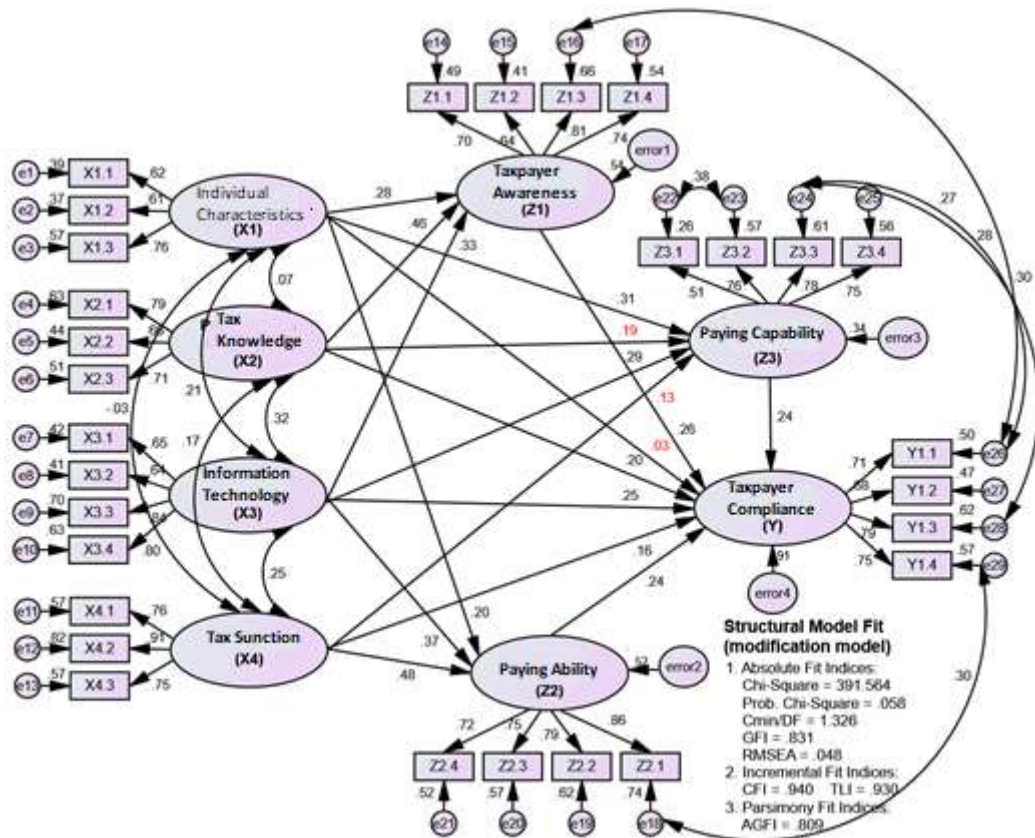 e14 e15 e16 e17
.49 .41 .66 .54
Z1.1 Z1.2 Z1.3 Z1.4
.70 .64 .81 .74
Taxpayer
Awareness
(Z1)
error1
.54
e1 .39 X1.1 .62
e2 .37 X1.2 .61
e3 .57 X1.3 .76
Individual
Characteristics
(X1)
.28
.46
.33
.38
e22 e23 e24 e25
.26 .57 .61 .56
Z3.1 Z3.2 Z3.3 Z3.4
.51 .76 .78 .75
.27
.28
.30
.07
e4 .63 X2.1 .79
e5 .44 X2.2
e6 .51 X2.3 .71
Tax
Knowledge
(X2)
.31
.19
.29
Paying Capability
(Z3)
.34
error3
-.03
.21
.17
.32
.13
.26
.03
.20
.25
.24
e7 .42 X3.1 .65
e8 .41 X3.2 .64
e9 .70 X3.3 .84
e10 .63 X3.4 .80
Information
Technology
(X3)
Taxpayer
Compliance
(Y)
.71 Y1.1 .50 e26
Y1.2 .47 e27
.79 Y1.3 .62 e28
.75 Y1.4 .57 e29
.91
error4
.25
.16
.24
.20
.37
.48
e11 .57 X4.1 .76
e12 .82 X4.2 .91
e13 .57 X4.3 .75
Tax Sunction
(X4)
Paying Ability
(Z2)
.52
error2
.72 .75 .79 .86
Z2.4 Z2.3 Z2.2 Z2.1
.52 .57 .62 .74
e21 e20 e19 e18
.30
Structural Model Fit
(modification model)
1. Absolute Fit Indices:
Chi-Square = 391.564
Prob. Chi-Square = .058
Cmin/DF = 1.326
GFI = .831
RMSEA = .048
2. Incremental Fit Indices:
CFI = .940 TLI = .930
3. Parsimony Fit Indices:
AGFI = .809